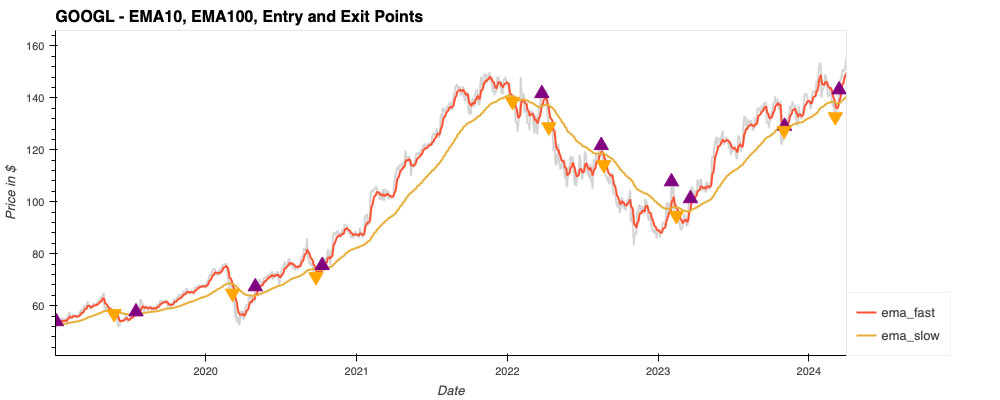 GOOGL - EMA10, EMA100, Entry and Exit Points
160
140
120
100
80
60
Price in $
2020
2021
2022
2023
2024
Date
ema_fast
ema_slow